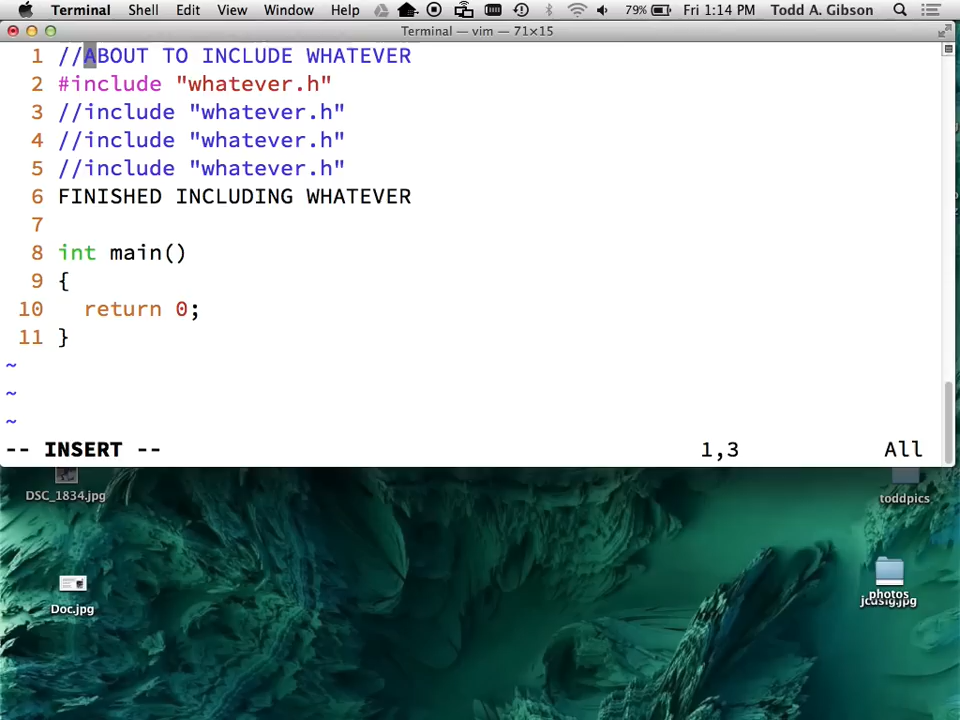 Terminal Shell Edit View Window Help 79% Fri 1:14 PM Todd A. Gibson
Terminal — vim — 71×15
1 //ABOUT TO INCLUDE WHATEVER
2 #include "whatever.h"
3 //include "whatever.h"
4 //include "whatever.h"
5 //include "whatever.h"
6 FINISHED INCLUDING WHATEVER
7
8 int main()
9 {
10 return 0;
11 }
~
~
~
-- INSERT -- 1,3 All
DSC_1834.jpg toddpics
Doc.jpg photos
jcdsig.jpg